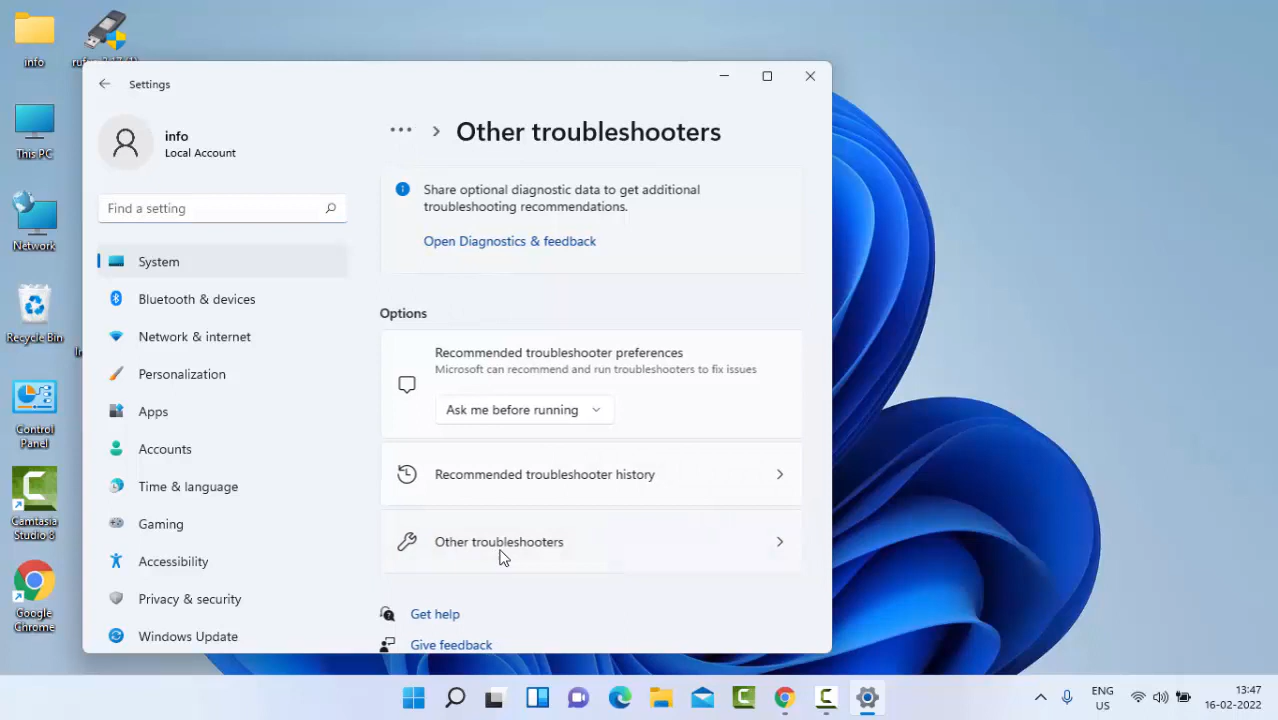 info
This PC
Network
Recycle Bin
Control
Panel
Camtasia
Studio 8
Google
Chrome
Settings
info
Local Account
Find a setting
System
Bluetooth & devices
Network & internet
Personalization
Apps
Accounts
Time & language
Gaming
Accessibility
Privacy & security
Windows Update
Other troubleshooters
Share optional diagnostic data to get additional
troubleshooting recommendations.
Open Diagnostics & feedback
Options
Recommended troubleshooter preferences
Microsoft can recommend and run troubleshooters to fix issues
Ask me before running
Recommended troubleshooter history
Other troubleshooters
Get help
Give feedback
ENG
US
13:47
16-02-2022